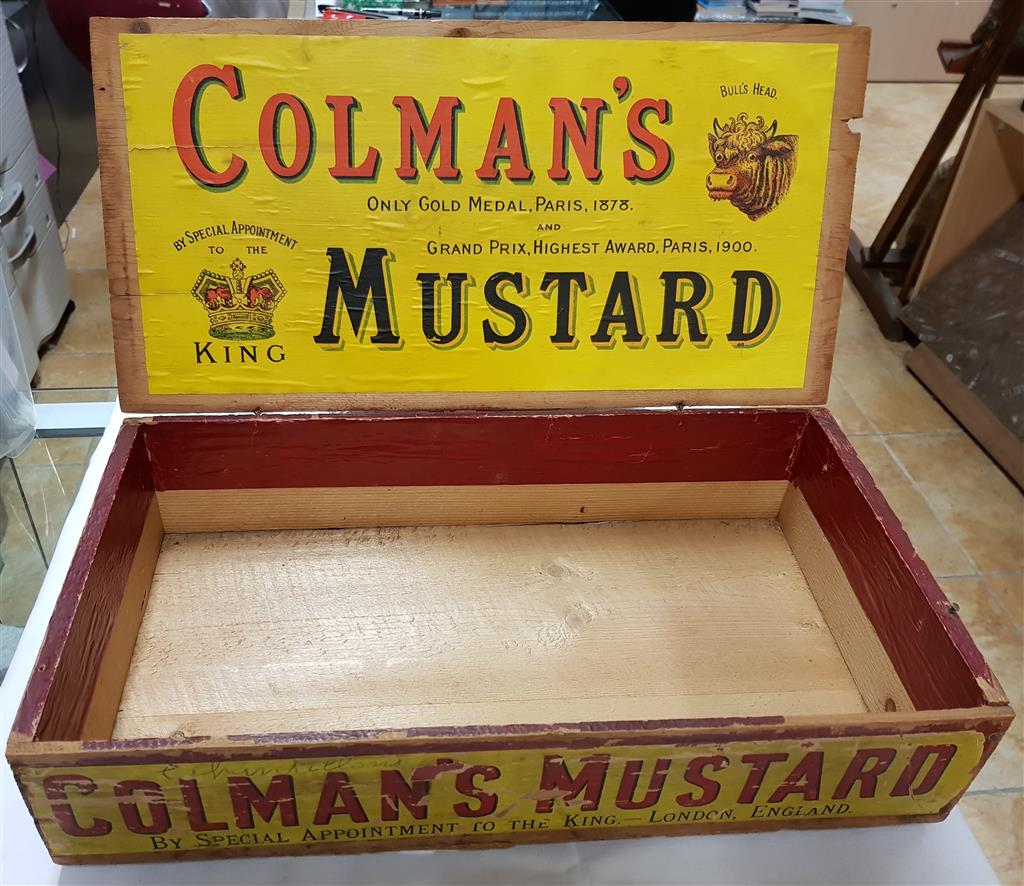 COLMAN'S
BULL'S HEAD.
ONLY GOLD MEDAL, PARIS, 1878.
AND
GRAND PRIX, HIGHEST AWARD, PARIS, 1900.
BY SPECIAL APPOINTMENT
TO THE
KING
MUSTARD
COLMAN'S MUSTARD
BY SPECIAL APPOINTMENT TO THE KING.—LONDON, ENGLAND.